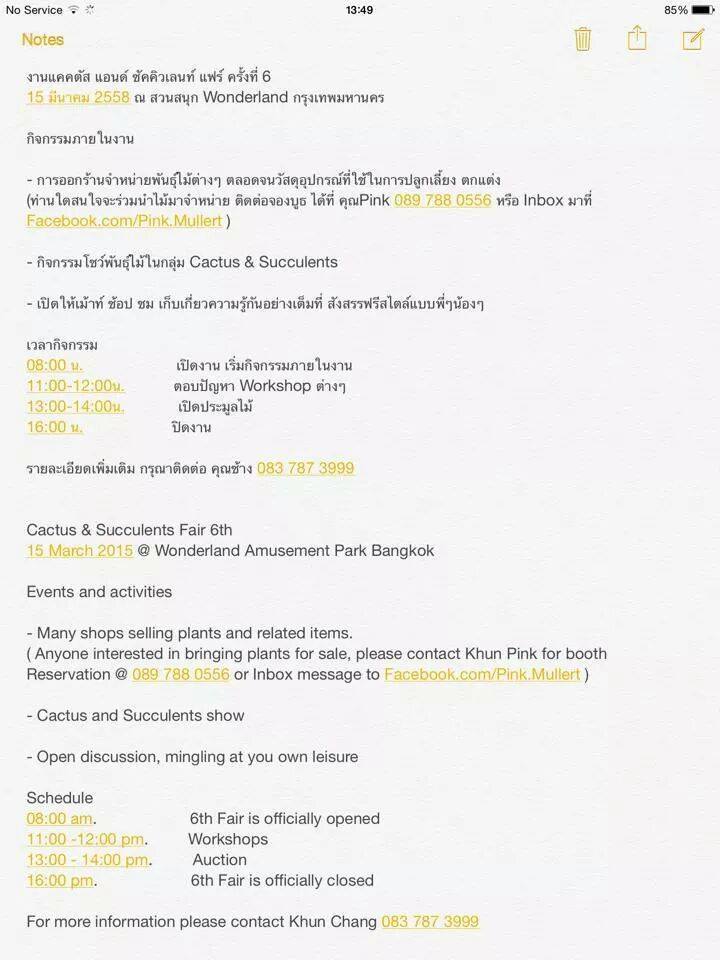 No Service 13:49 85%
Notes
งานแคคตัส แอนด์ ซัคคิวเลนท์ แฟร์ ครั้งที่ 6
15 มีนาคม 2558 ณ สวนสนุก Wonderland กรุงเทพมหานคร
กิจกรรมภายในงาน
- การออกร้านจำหน่ายพันธุ์ไม้ต่างๆ ตลอดจนวัสดุอุปกรณ์ที่ใช้ในการปลูกเลี้ยง ตกแต่ง
(ท่านใดสนใจจะร่วมนำไม้มาจำหน่าย ติดต่อจองบูธ ได้ที่ คุณPink 089 788 0556 หรือ Inbox มาที่
Facebook.com/Pink.Mullert )
- กิจกรรมโชว์พันธุ์ไม้ในกลุ่ม Cactus & Succulents
- เปิดให้เม้าท์ ช้อป ชม เก็บเกี่ยวความรู้กันอย่างเต็มที่ สังสรรฟรีสไตล์แบบพี่ๆน้องๆ
เวลากิจกรรม
08:00 น. เปิดงาน เริ่มกิจกรรมภายในงาน
11:00-12:00น. ตอบปัญหา Workshop ต่างๆ
13:00-14:00น. เปิดประมูลไม้
16:00 น. ปิดงาน
รายละเอียดเพิ่มเติม กรุณาติดต่อ คุณช้าง 083 787 3999
Cactus & Succulents Fair 6th
15 March 2015 @ Wonderland Amusement Park Bangkok
Events and activities
- Many shops selling plants and related items.
( Anyone interested in bringing plants for sale, please contact Khun Pink for booth
Reservation @ 089 788 0556 or Inbox message to Facebook.com/Pink.Mullert )
- Cactus and Succulents show
- Open discussion, mingling at you own leisure
Schedule
08:00 am. 6th Fair is officially opened
11:00 -12:00 pm. Workshops
13:00 - 14:00 pm. Auction
16:00 pm. 6th Fair is officially closed
For more information please contact Khun Chang 083 787 3999